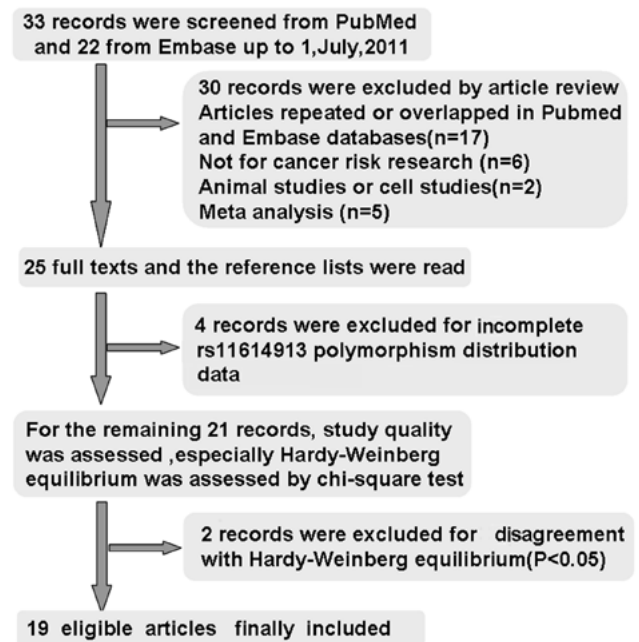 33 records were screened from PubMed
and 22 from Embase up to 1,July,2011
30 records were excluded by article review
Articles repeated or overlapped in Pubmed
and Embase databases(n=17)
Not for cancer risk research (n=6)
Animal studies or cell studies(n=2)
Meta analysis (n=5)
25 full texts and the reference lists were read
4 records were excluded for incomplete
rs11614913 polymorphism distribution
data
For the remaining 21 records, study quality
was assessed ,especially Hardy-Weinberg
equilibrium was assessed by chi-square test
2 records were excluded for disagreement
with Hardy-Weinberg equilibrium(P<0.05)
19 eligible articles finally included